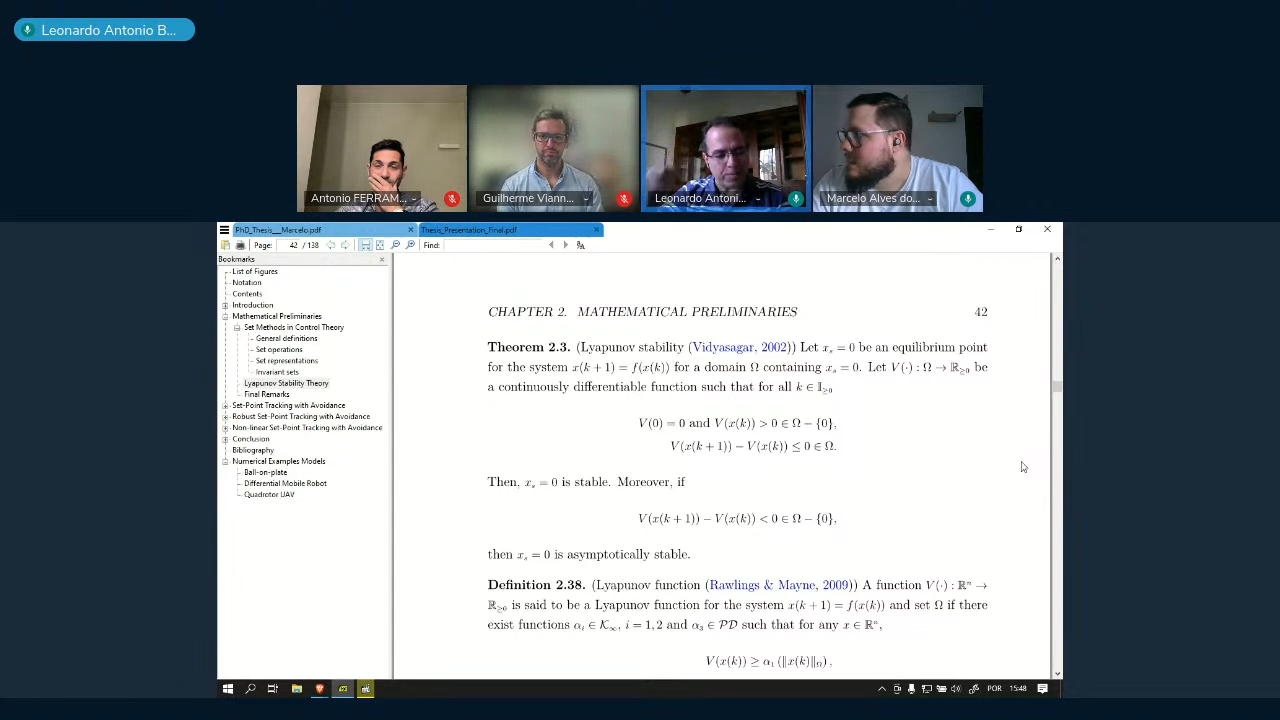 Leonardo Antonio B...
Antonio FERRAM...
Guilherme Viann...
Leonardo Antoni...
Marcelo Alves do...
PhD_Thesis___Marcelo.pdf
Thesis_Presentation_Final.pdf
Page: 42 / 138
Find:
Bookmarks
List of Figures
Notation
Contents
Introduction
Mathematical Preliminaries
Set Methods in Control Theory
General definitions
Set operations
Set representations
Invariant sets
Lyapunov Stability Theory
Final Remarks
Set-Point Tracking with Avoidance
Robust Set-Point Tracking with Avoidance
Non-linear Set-Point Tracking with Avoidance
Conclusion
Bibliography
Numerical Examples Models
Ball-on-plate
Differential Mobile Robot
Quadrotor UAV
CHAPTER 2. MATHEMATICAL PRELIMINARIES 42
Theorem 2.3. (Lyapunov stability (Vidyasagar, 2002)) Let xₛ = 0 be an equilibrium point
for the system x(k + 1) = f(x(k)) for a domain Ω containing xₛ = 0. Let V(·) : Ω → ℝ≥0 be
a continuously differentiable function such that for all k ∈ 𝕀≥0
V(0) = 0 and V(x(k)) > 0 ∈ Ω − {0},
V(x(k + 1)) − V(x(k)) ≤ 0 ∈ Ω.
Then, xₛ = 0 is stable. Moreover, if
V(x(k + 1)) − V(x(k)) < 0 ∈ Ω − {0},
then xₛ = 0 is asymptotically stable.
Definition 2.38. (Lyapunov function (Rawlings & Mayne, 2009)) A function V(·) : ℝⁿ →
ℝ≥0 is said to be a Lyapunov function for the system x(k + 1) = f(x(k)) and set Ω if there
exist functions αᵢ ∈ 𝒦∞, i = 1, 2 and α₃ ∈ 𝒫𝒟 such that for any x ∈ ℝⁿ,
V(x(k)) ≥ α₁ (‖x(k)‖Ω) ,
POR 15:48